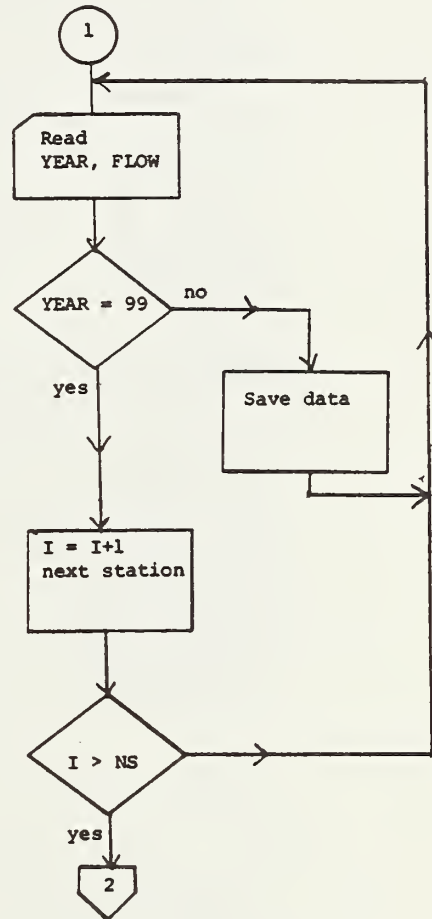 1
Read
YEAR, FLOW
YEAR = 99
no
yes
Save data
I = I+1
next station
I > NS
yes
2